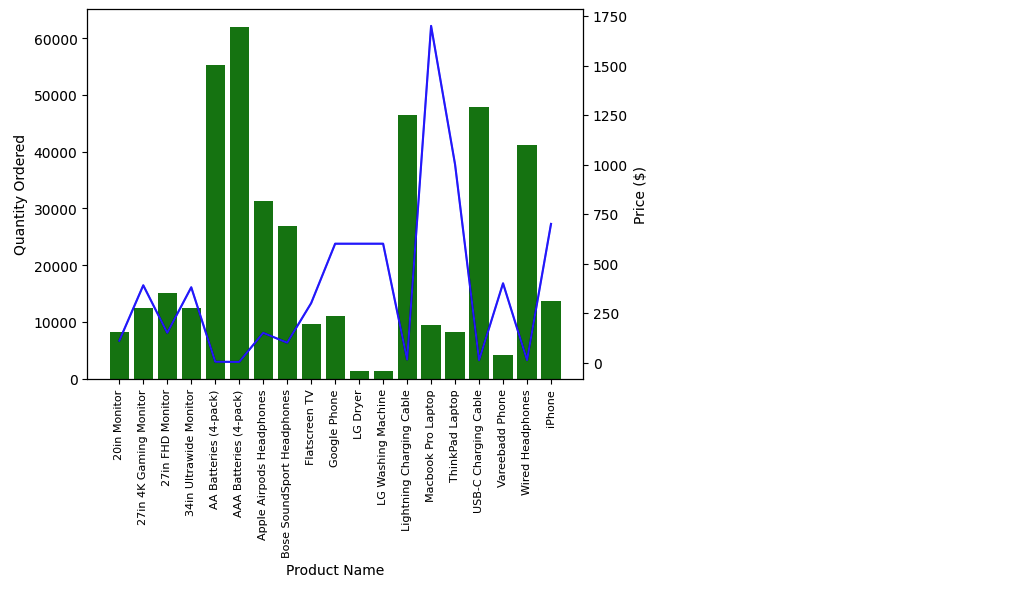 60000
50000
40000
30000
20000
10000
0
Quantity Ordered
1750
1500
1250
1000
750
500
250
0
Price ($)
20in Monitor
27in 4K Gaming Monitor
27in FHD Monitor
34in Ultrawide Monitor
AA Batteries (4-pack)
AAA Batteries (4-pack)
Apple Airpods Headphones
Bose SoundSport Headphones
Flatscreen TV
Google Phone
LG Dryer
LG Washing Machine
Lightning Charging Cable
Macbook Pro Laptop
ThinkPad Laptop
USB-C Charging Cable
Vareebadd Phone
Wired Headphones
iPhone
Product Name